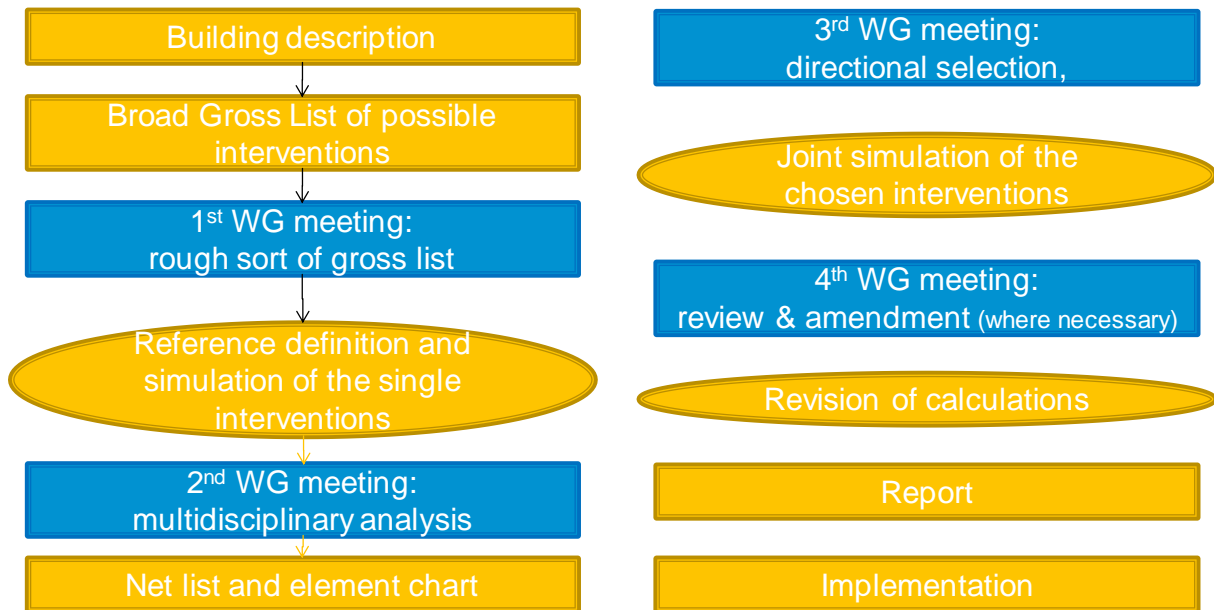 Building description
Broad Gross List of possible
interventions
1st WG meeting:
rough sort of gross list
Reference definition and
simulation of the single
interventions
2nd WG meeting:
multidisciplinary analysis
Net list and element chart
3rd WG meeting:
directional selection,
Joint simulation of the
chosen interventions
4th WG meeting:
review & amendment (where necessary)
Revision of calculations
Report
Implementation